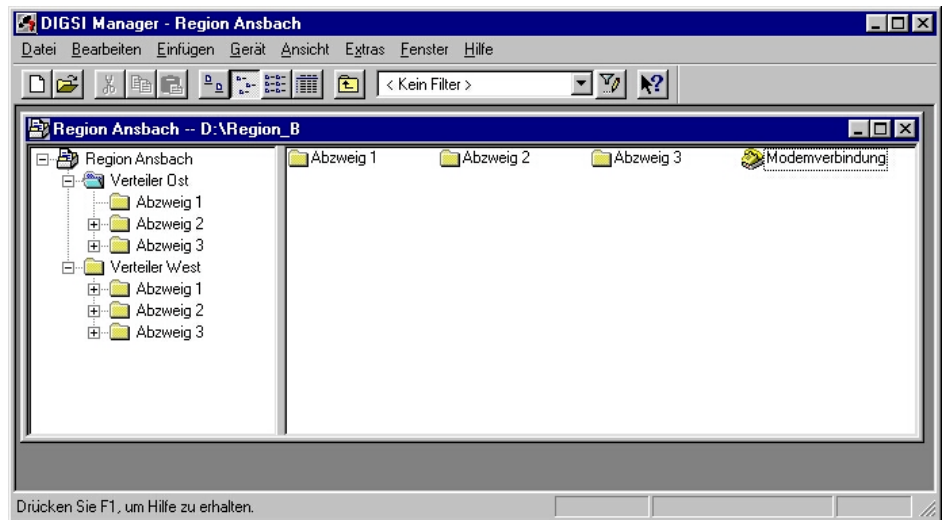 DIGSI Manager - Region Ansbach
Datei Bearbeiten Einfügen Gerät Ansicht Extras Fenster Hilfe
< Kein Filter >
Region Ansbach -- D:\Region_B
Region Ansbach
Verteiler Ost
Abzweig 1
Abzweig 2
Abzweig 3
Verteiler West
Abzweig 1
Abzweig 2
Abzweig 3
Abzweig 1 Abzweig 2 Abzweig 3 Modemverbindung
Drücken Sie F1, um Hilfe zu erhalten.